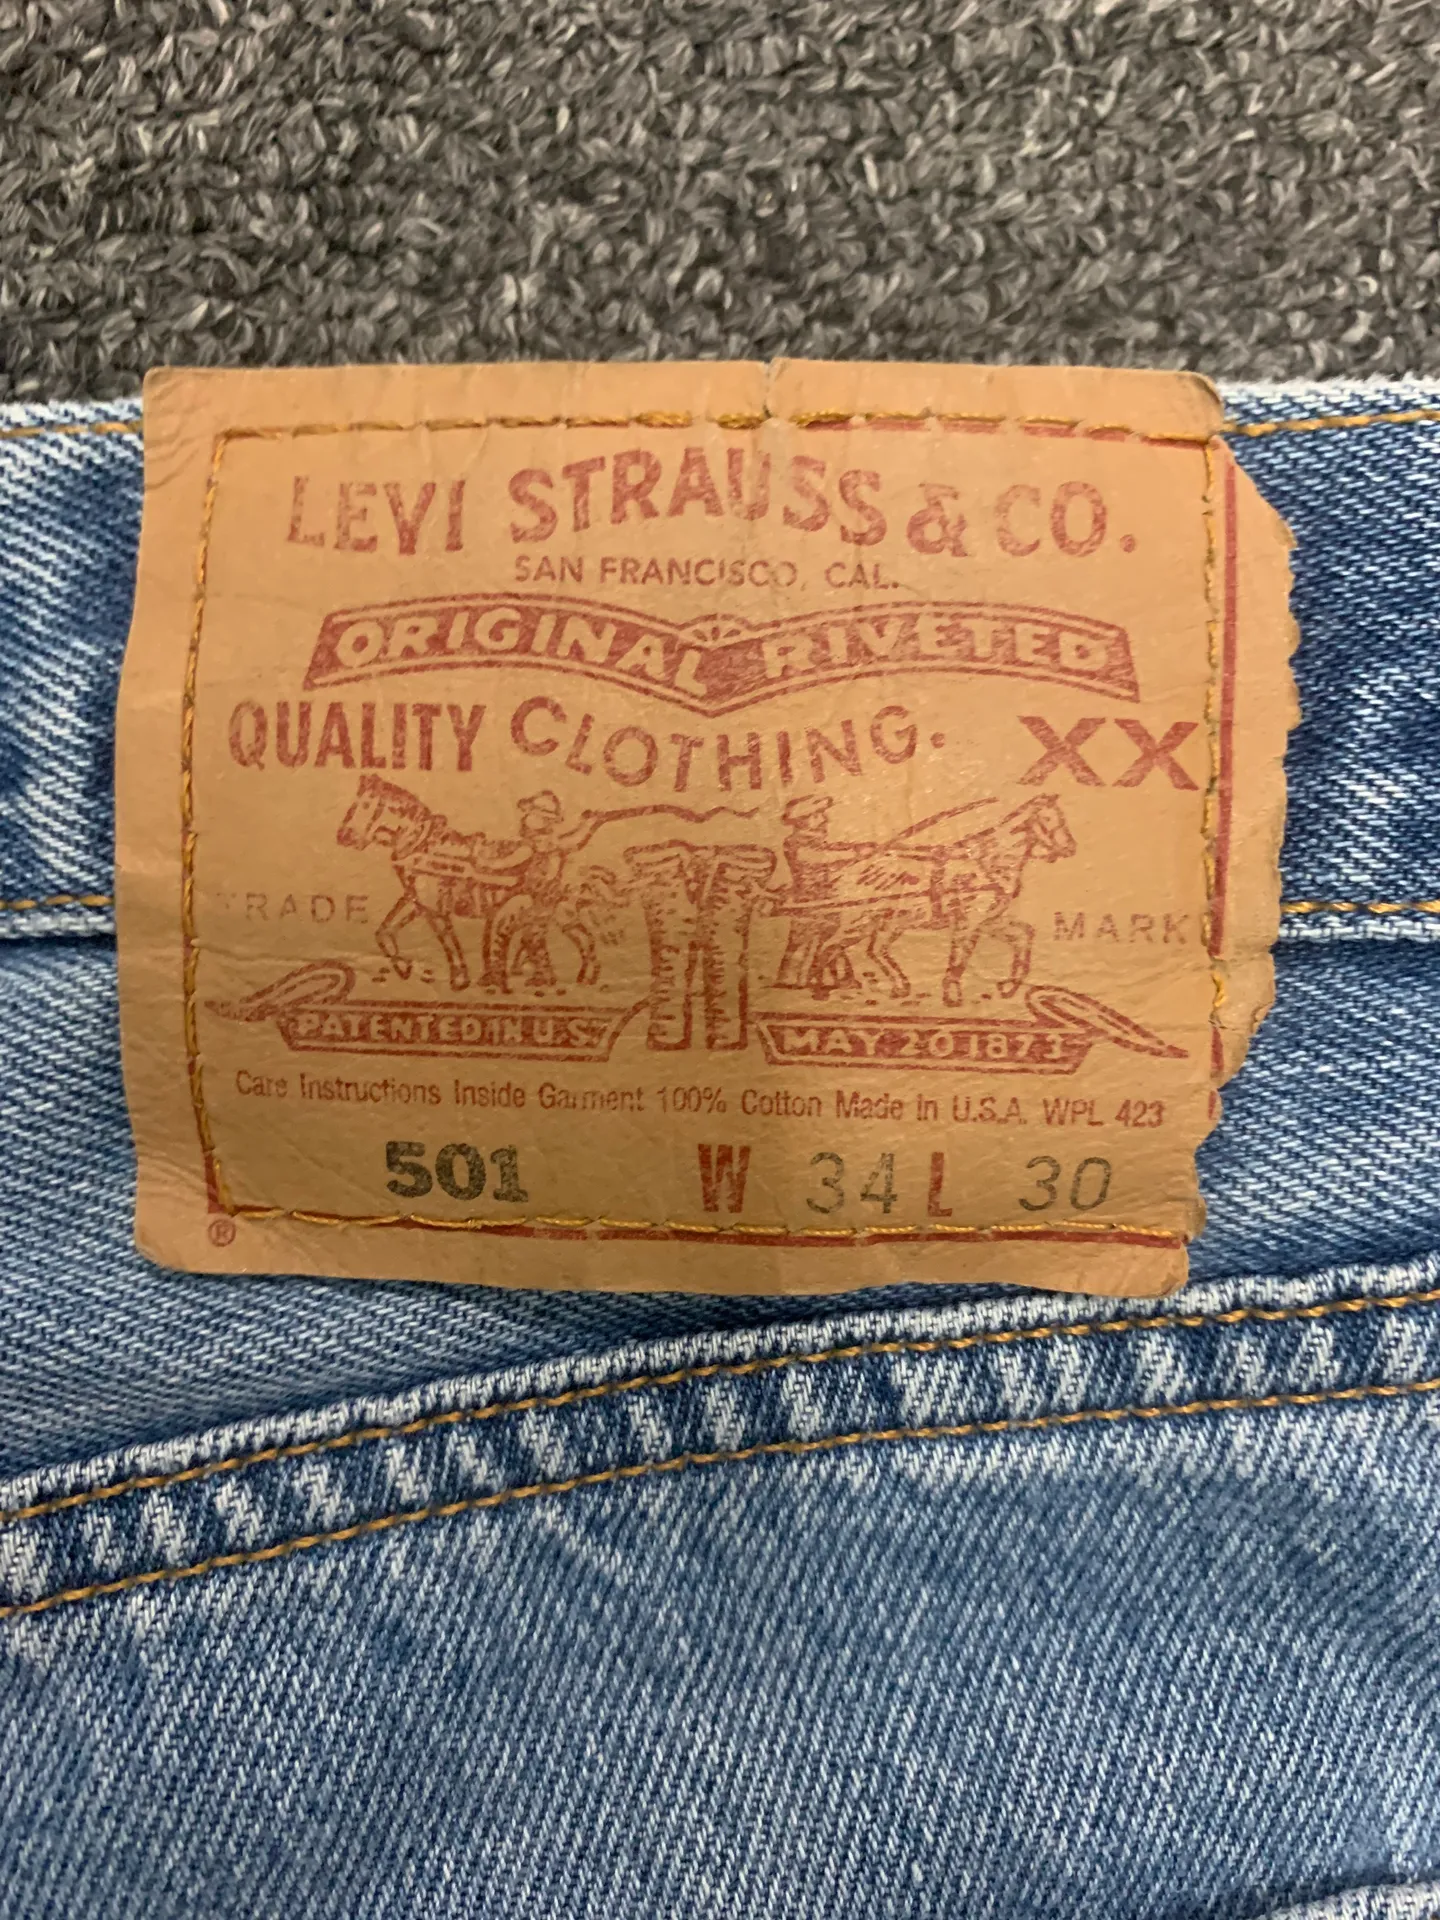 LEVI STRAUSS & CO.
SAN FRANCISCO, CAL.
ORIGINAL RIVETED
QUALITY CLOTHING. XX
TRADE MARK
PATENTED IN U.S. MAY 20 1873
Care Instructions Inside Garment 100% Cotton Made in U.S.A. WPL 423
501 W 34 L 30
®